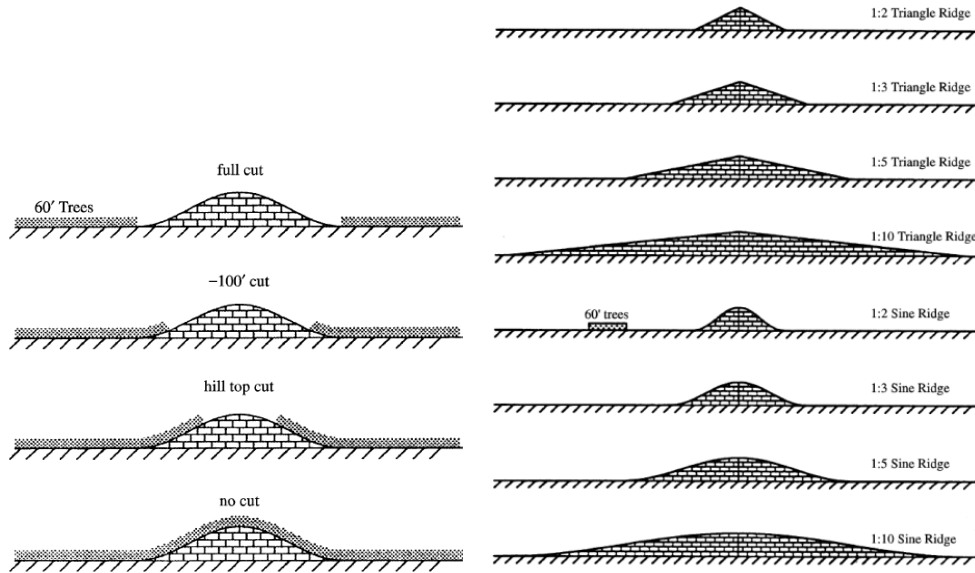 full cut
60′ Trees
−100′ cut
hill top cut
no cut
1:2 Triangle Ridge
1:3 Triangle Ridge
1:5 Triangle Ridge
1:10 Triangle Ridge
60′ trees
1:2 Sine Ridge
1:3 Sine Ridge
1:5 Sine Ridge
1:10 Sine Ridge